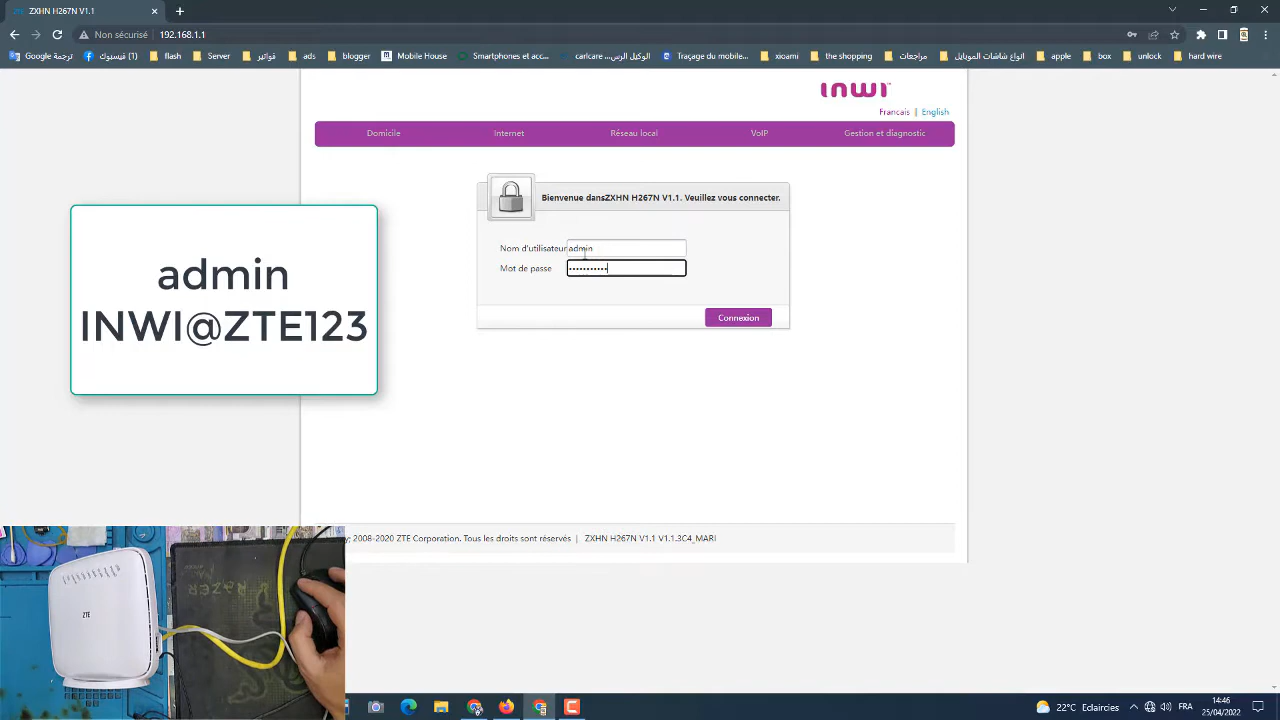 ZXHN H267N V1.1
Non sécurisé
192.168.1.1
ترجمة Google
فيسبوك (1)
flash
Server
فواتير
ads
blogger
Mobile House
Smartphones et acc...
carlcare الوكيل الرس...
Traçage du mobile...
xioami
the shopping
مراجعات
انواع شاشات الموبايل
apple
box
unlock
hard wire
inwi
Francais | English
Domicile
Internet
Réseau local
VoIP
Gestion et diagnostic
Bienvenue dansZXHN H267N V1.1. Veuillez vous connecter.
Nom d'utilisateur admin
Mot de passe
Connexion
admin
INWI@ZTE123
2008-2020 ZTE Corporation. Tous les droits sont réservés | ZXHN H267N V1.1 V1.1.3C4_MARI
ZTE
RAZER
22°C Eclaircies
FRA
14:46
25/04/2022